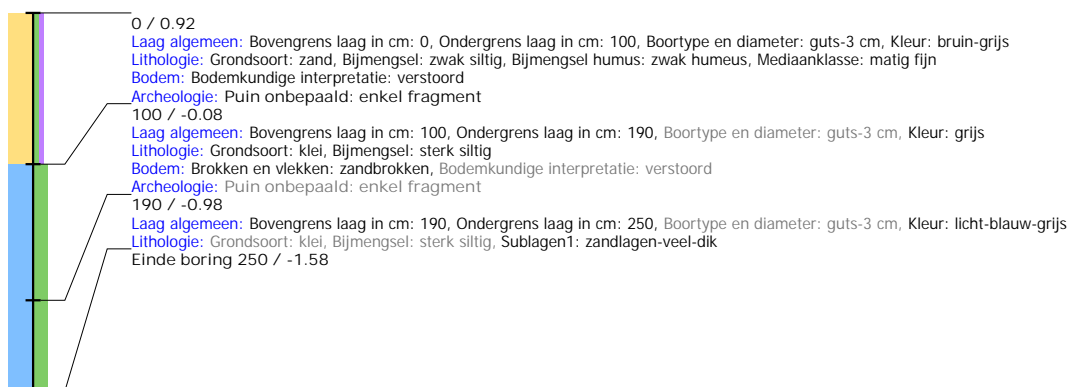 0 / 0.92
Laag algemeen: Bovengrens laag in cm: 0, Ondergrens laag in cm: 100, Boortype en diameter: guts-3 cm, Kleur: bruin-grijs
Lithologie: Grondsoort: zand, Bijmengsel: zwak siltig, Bijmengsel humus: zwak humeus, Mediaanklasse: matig fijn
Bodem: Bodemkundige interpretatie: verstoord
Archeologie: Puin onbepaald: enkel fragment
100 / -0.08
Laag algemeen: Bovengrens laag in cm: 100, Ondergrens laag in cm: 190, Boortype en diameter: guts-3 cm, Kleur: grijs
Lithologie: Grondsoort: klei, Bijmengsel: sterk siltig
Bodem: Brokken en vlekken: zandbrokken, Bodemkundige interpretatie: verstoord
Archeologie: Puin onbepaald: enkel fragment
190 / -0.98
Laag algemeen: Bovengrens laag in cm: 190, Ondergrens laag in cm: 250, Boortype en diameter: guts-3 cm, Kleur: licht-blauw-grijs
Lithologie: Grondsoort: klei, Bijmengsel: sterk siltig, Sublagen1: zandlagen-veel-dik
Einde boring 250 / -1.58